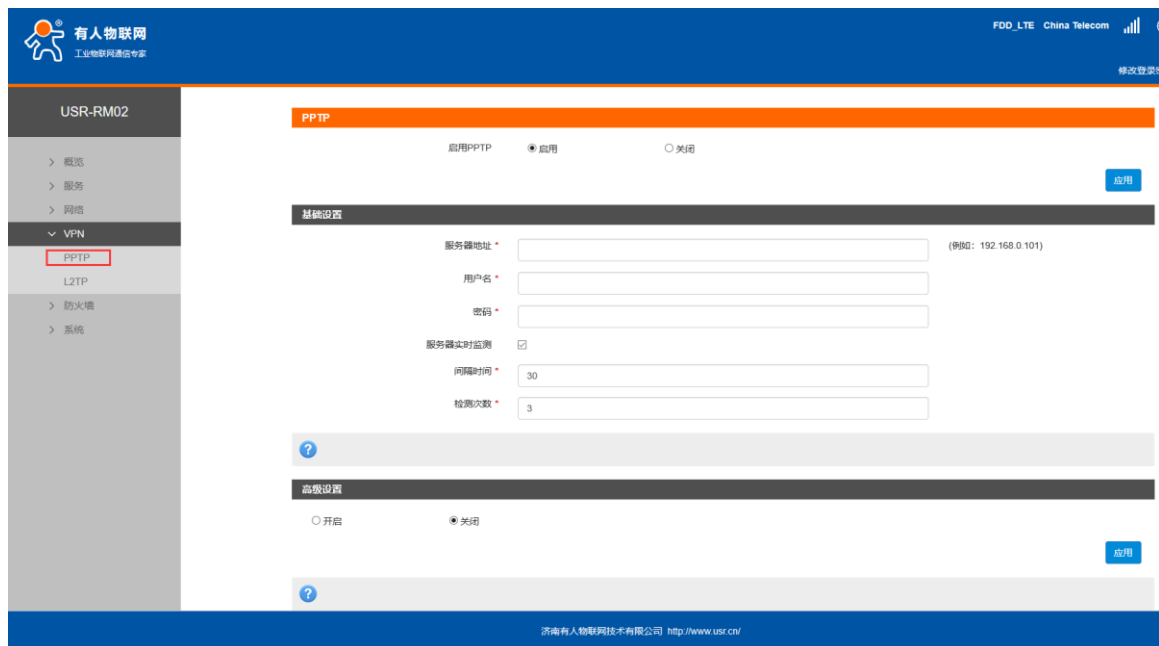 有人物联网
工业物联网通信专家
FDD_LTE China Telecom
修改登录
USR-RM02
概览
服务
网络
VPN
PPTP
L2TP
防火墙
系统
PPTP
启用PPTP 启用 关闭
应用
基础设置
服务器地址 * (例如：192.168.0.101)
用户名 *
密码 *
服务器实时监测
间隔时间 * 30
检测次数 * 3
?
高级设置
开启 关闭
应用
?
济南有人物联网技术有限公司 http://www.usr.cn/